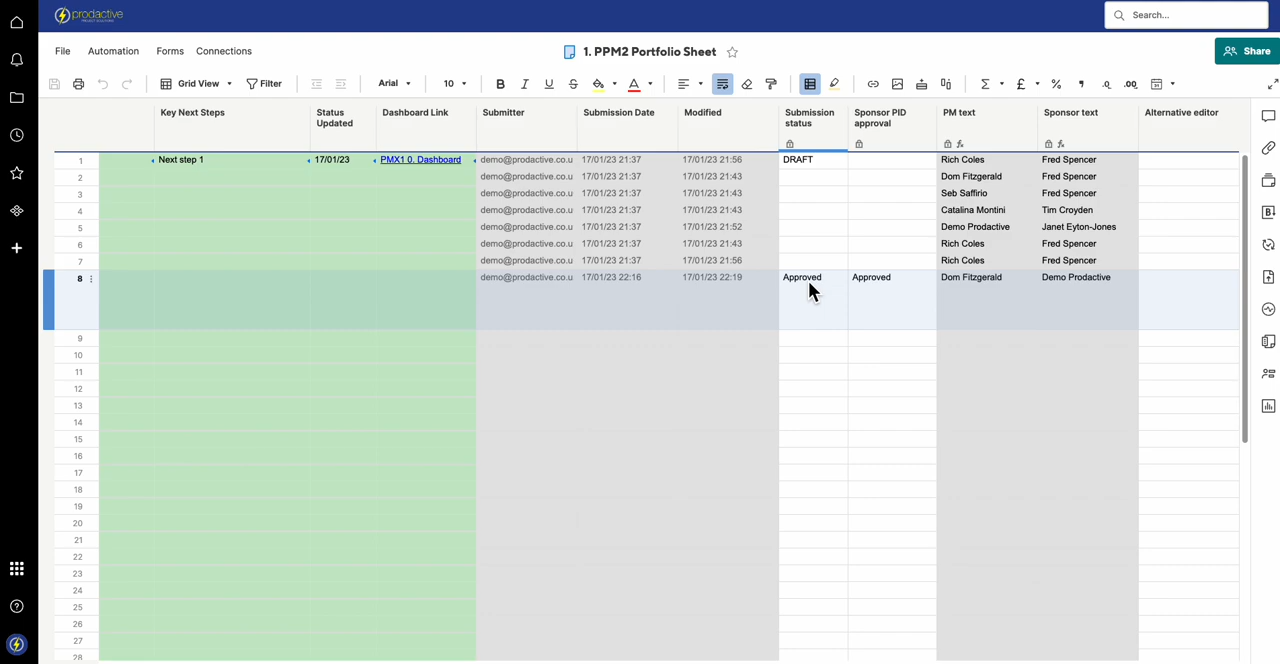 prodactive
PROJECT SOLUTIONS
Search...
File Automation Forms Connections
1. PPM2 Portfolio Sheet
Share
Grid View Filter Arial 10 B I U S A Σ £ % , .0 .00
Key Next Steps Status Updated Dashboard Link Submitter Submission Date Modified Submission status Sponsor PID approval PM text Sponsor text Alternative editor
1 Next step 1 17/01/23 PMX1 0. Dashboard demo@prodactive.co.u 17/01/23 21:37 17/01/23 21:56 DRAFT Rich Coles Fred Spencer
2 demo@prodactive.co.u 17/01/23 21:37 17/01/23 21:43 Dom Fitzgerald Fred Spencer
3 demo@prodactive.co.u 17/01/23 21:37 17/01/23 21:43 Seb Saffirio Fred Spencer
4 demo@prodactive.co.u 17/01/23 21:37 17/01/23 21:43 Catalina Montini Tim Croyden
5 demo@prodactive.co.u 17/01/23 21:37 17/01/23 21:52 Demo Prodactive Janet Eyton-Jones
6 demo@prodactive.co.u 17/01/23 21:37 17/01/23 21:43 Rich Coles Fred Spencer
7 demo@prodactive.co.u 17/01/23 21:37 17/01/23 21:56 Rich Coles Fred Spencer
8 demo@prodactive.co.u 17/01/23 22:16 17/01/23 22:19 Approved Approved Dom Fitzgerald Demo Prodactive
9
10
11
12
13
14
15
16
17
18
19
20
21
22
23
24
25
26
27
28